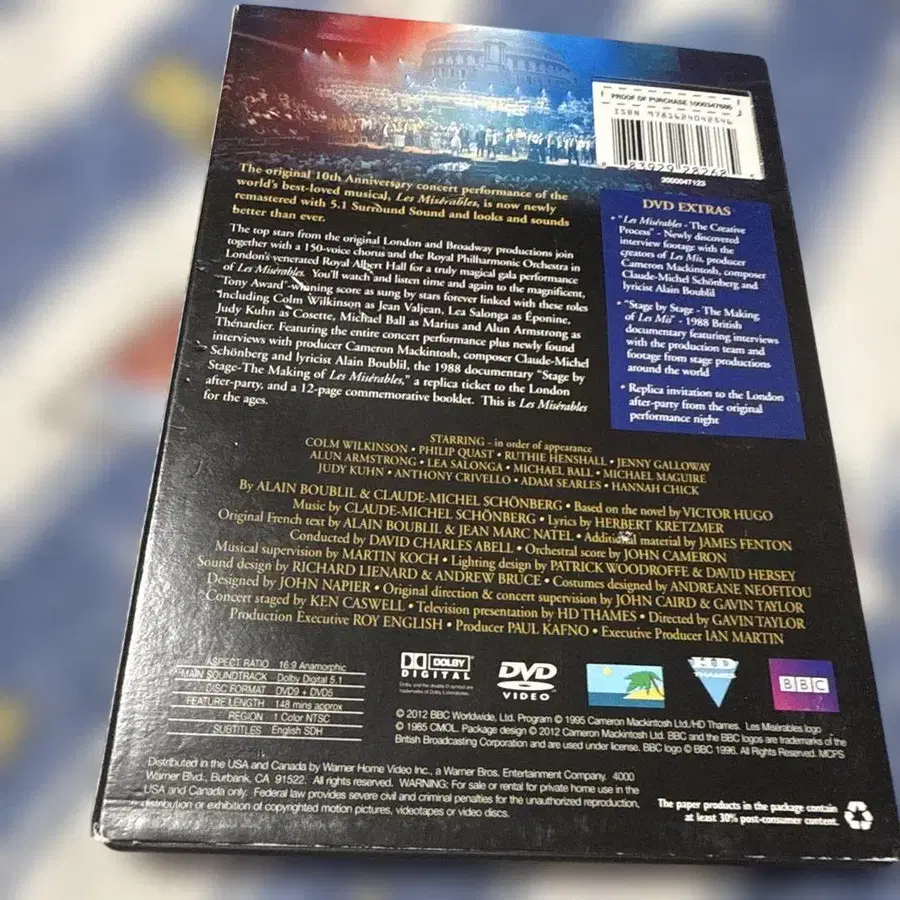 PROOF OF PURCHASE 1000347666
ISBN 9781624042546
83929 28268
2000047123
The original 10th Anniversary concert performance of the
world's best-loved musical, Les Misérables, is now newly
remastered with 5.1 Surround Sound and looks and sounds
better than ever.
The top stars from the original London and Broadway productions join
together with a 150-voice chorus and the Royal Philharmonic Orchestra in
London's venerated Royal Albert Hall for a truly magical gala performance
of Les Misérables. You'll watch and listen time and again to the magnificent,
Tony Award-winning score as sung by stars forever linked with these roles
including Colm Wilkinson as Jean Valjean, Lea Salonga as Éponine,
Judy Kuhn as Cosette, Michael Ball as Marius and Alun Armstrong as
Thénardier. Featuring the entire concert performance plus newly found
interviews with producer Cameron Mackintosh, composer Claude-Michel
Schönberg and lyricist Alain Boublil, the 1988 documentary "Stage by
Stage-The Making of Les Misérables," a replica ticket to the London
after-party, and a 12-page commemorative booklet. This is Les Misérables
for the ages.
DVD EXTRAS
• "Les Misérables - The Creative
Process" - Newly discovered
interview footage with the
creators of Les Mis, producer
Cameron Mackintosh, composer
Claude-Michel Schönberg and
lyricist Alain Boublil
• "Stage by Stage - The Making
of Les Mis" - 1988 British
documentary featuring interviews
with the production team and
footage from stage productions
around the world
• Replica invitation to the London
after-party from the original
performance night
STARRING - in order of appearance
COLM WILKINSON • PHILIP QUAST • RUTHIE HENSHALL • JENNY GALLOWAY
ALUN ARMSTRONG • LEA SALONGA • MICHAEL BALL • MICHAEL MAGUIRE
JUDY KUHN • ANTHONY CRIVELLO • ADAM SEARLES • HANNAH CHICK
By ALAIN BOUBLIL & CLAUDE-MICHEL SCHÖNBERG • Based on the novel by VICTOR HUGO
Music by CLAUDE-MICHEL SCHÖNBERG • Lyrics by HERBERT KRETZMER
Original French text by ALAIN BOUBLIL & JEAN MARC NATEL • Additional material by JAMES FENTON
Conducted by DAVID CHARLES ABELL • Orchestral score by JOHN CAMERON
Musical supervision by MARTIN KOCH • Lighting design by PATRICK WOODROFFE & DAVID HERSEY
Sound design by RICHARD LIENARD & ANDREW BRUCE • Costumes designed by ANDREANE NEOFITOU
Designed by JOHN NAPIER • Original direction & concert supervision by JOHN CAIRD & GAVIN TAYLOR
Concert staged by KEN CASWELL • Television presentation by HD THAMES • Directed by GAVIN TAYLOR
Production Executive ROY ENGLISH • Producer PAUL KAFNO • Executive Producer IAN MARTIN
ASPECT RATIO 16:9 Anamorphic
MAIN SOUNDTRACK Dolby Digital 5.1
DISC FORMAT DVD9 + DVD5
FEATURE LENGTH 148 mins approx
REGION 1 Color NTSC
SUBTITLES English SDH
DOLBY
DIGITAL
Dolby and the double-D symbol are
trademarks of Dolby Laboratories.
DVD
VIDEO
THAMES
BBC
© 2012 BBC Worldwide, Ltd. Program © 1995 Cameron Mackintosh Ltd./HD Thames. Les Misérables logo
© 1985 CMOL. Package design © 2012 Cameron Mackintosh Ltd. BBC and the BBC logos are trademarks of the
British Broadcasting Corporation and are used under license. BBC logo © BBC 1996. All Rights Reserved. MCPS
Distributed in the USA and Canada by Warner Home Video Inc., a Warner Bros. Entertainment Company. 4000
Warner Blvd., Burbank, CA 91522. All rights reserved. WARNING: For sale or rental for private home use in the
USA and Canada only. Federal law provides severe civil and criminal penalties for the unauthorized reproduction,
distribution or exhibition of copyrighted motion pictures, videotapes or video discs.
The paper products in the package contain
at least 30% post-consumer content.